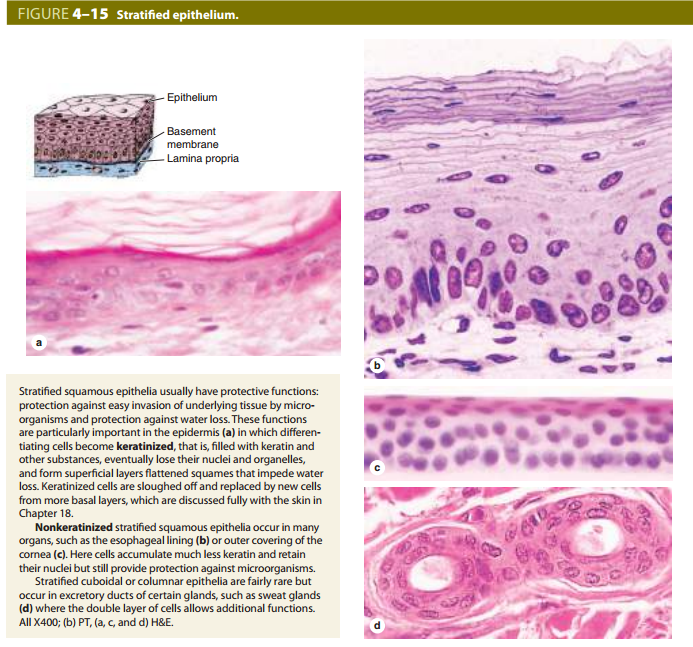 FIGURE 4–15 Stratified epithelium.
Epithelium
Basement
membrane
Lamina propria
a
b
c
d
Stratified squamous epithelia usually have protective functions:
protection against easy invasion of underlying tissue by micro-
organisms and protection against water loss. These functions
are particularly important in the epidermis (a) in which differen-
tiating cells become keratinized, that is, filled with keratin and
other substances, eventually lose their nuclei and organelles,
and form superficial layers flattened squames that impede water
loss. Keratinized cells are sloughed off and replaced by new cells
from more basal layers, which are discussed fully with the skin in
Chapter 18.
Nonkeratinized stratified squamous epithelia occur in many
organs, such as the esophageal lining (b) or outer covering of the
cornea (c). Here cells accumulate much less keratin and retain
their nuclei but still provide protection against microorganisms.
Stratified cuboidal or columnar epithelia are fairly rare but
occur in excretory ducts of certain glands, such as sweat glands
(d) where the double layer of cells allows additional functions.
All X400; (b) PT, (a, c, and d) H&E.